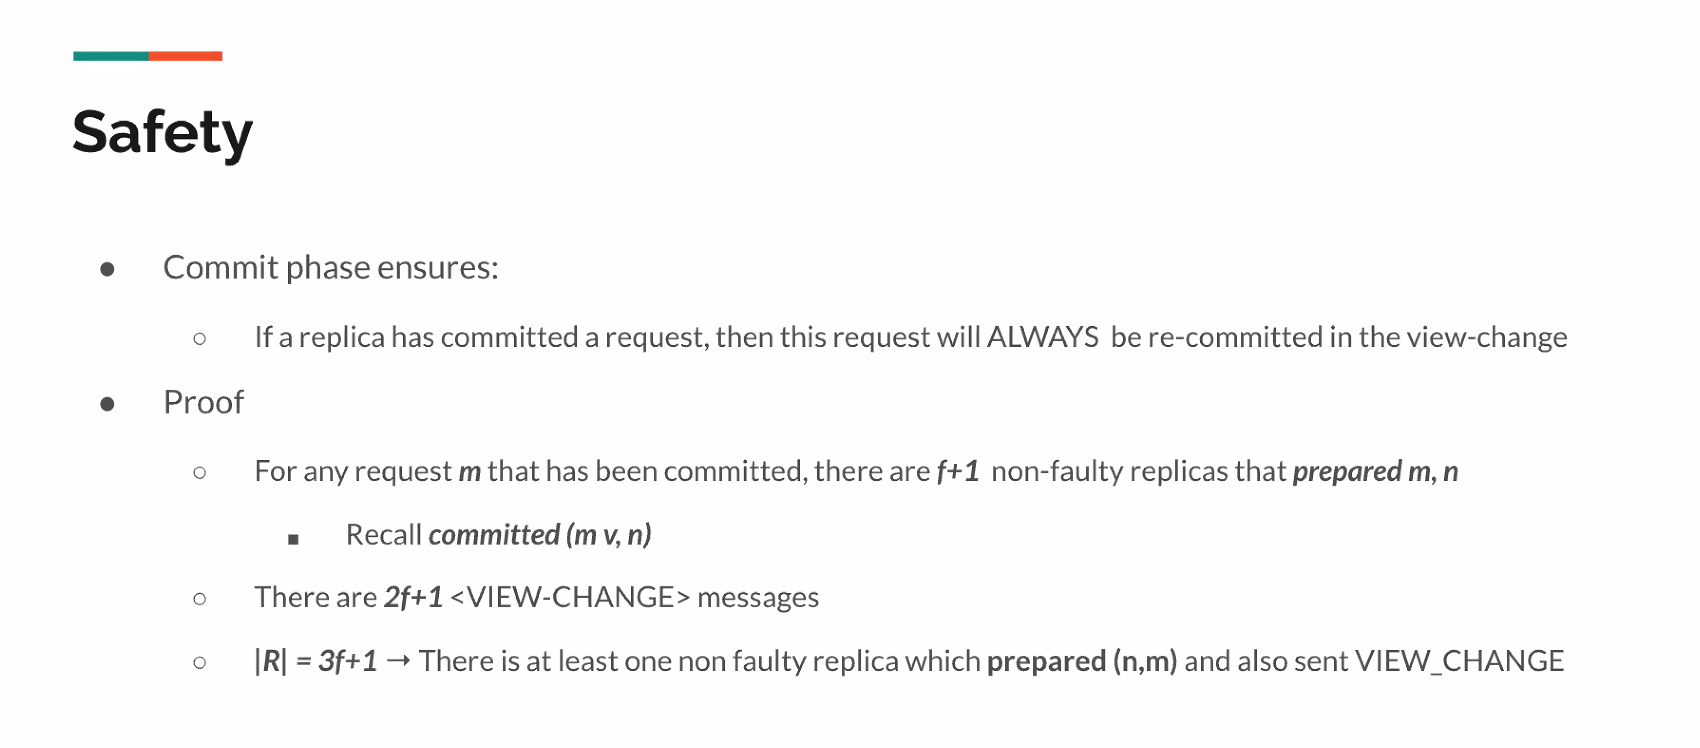 Safety
● Commit phase ensures:
○ If a replica has committed a request, then this request will ALWAYS be re-committed in the view-change
● Proof
○ For any request m that has been committed, there are f+1 non-faulty replicas that prepared m, n
■ Recall committed (m v, n)
○ There are 2f+1 <VIEW-CHANGE> messages
○ |R| = 3f+1 → There is at least one non faulty replica which prepared (n,m) and also sent VIEW_CHANGE